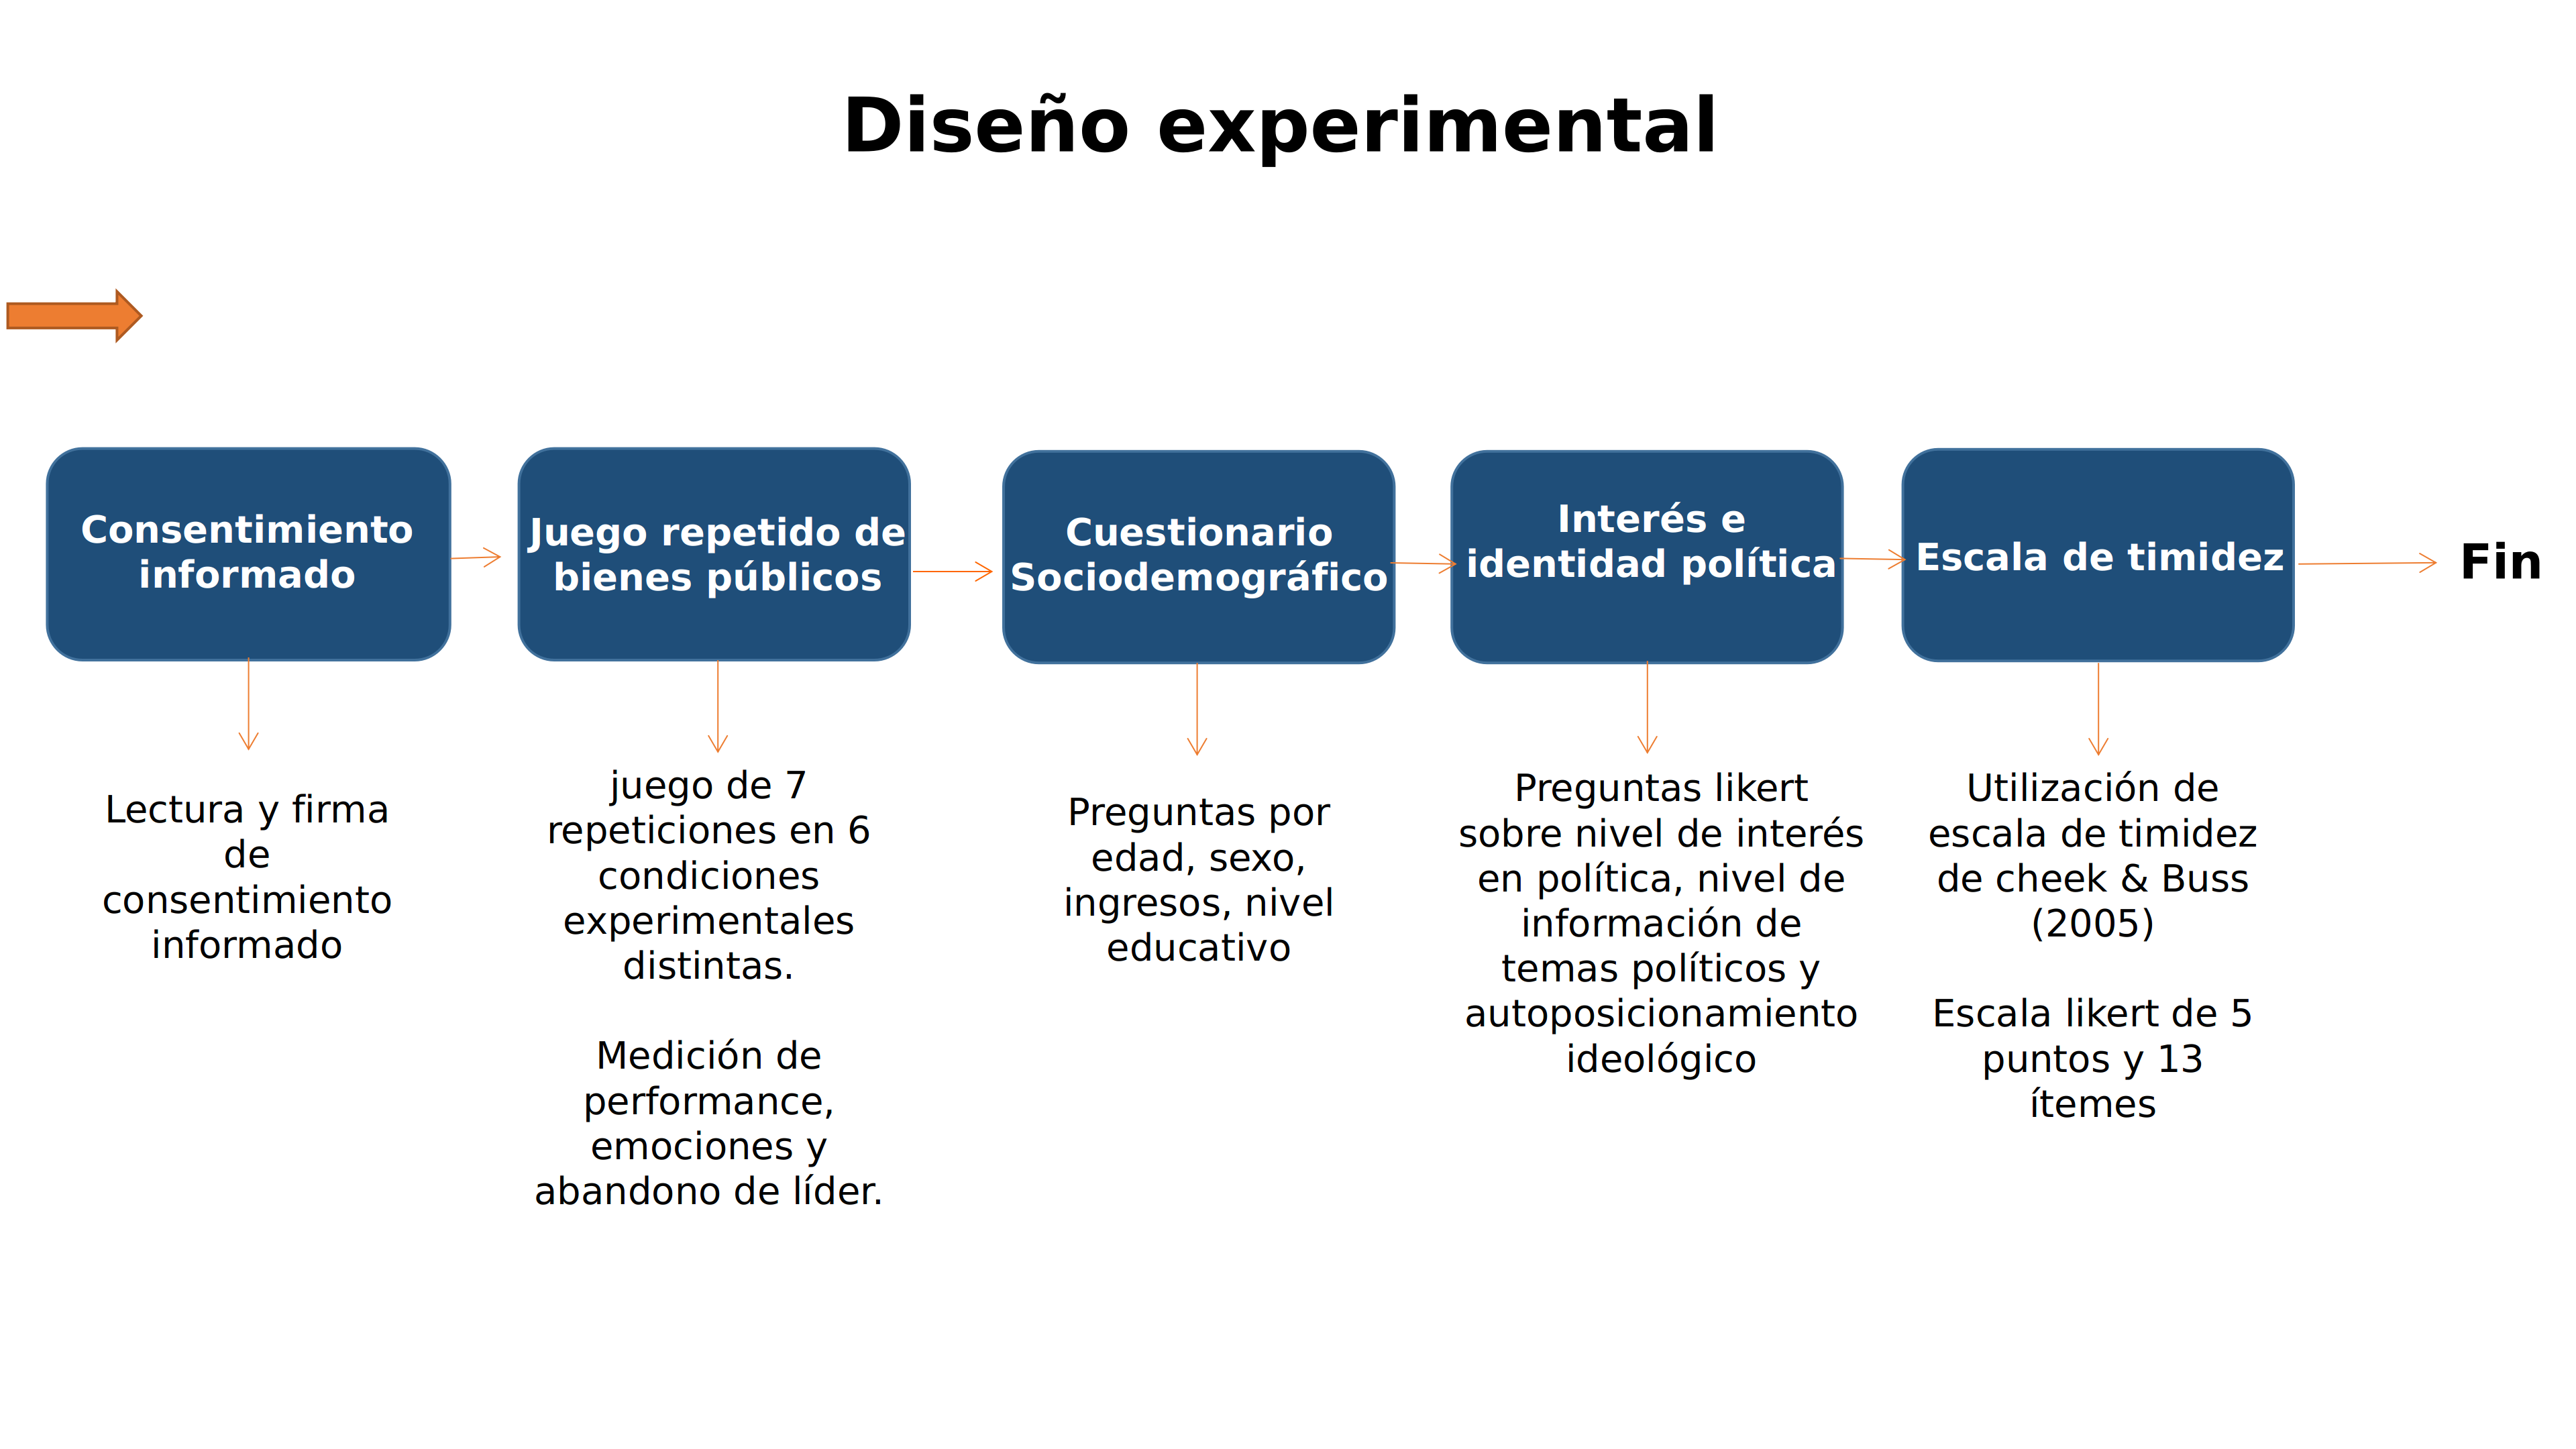 Diseño experimental
Consentimiento
informado
Juego repetido de
bienes públicos
Cuestionario
Sociodemográfico
Interés e
identidad política
Escala de timidez
Fin
Lectura y firma
de
consentimiento
informado
juego de 7
repeticiones en 6
condiciones
experimentales
distintas.
Medición de
performance,
emociones y
abandono de líder.
Preguntas por
edad, sexo,
ingresos, nivel
educativo
Preguntas likert
sobre nivel de interés
en política, nivel de
información de
temas políticos y
autoposicionamiento
ideológico
Utilización de
escala de timidez
de cheek & Buss
(2005)
Escala likert de 5
puntos y 13
ítemes